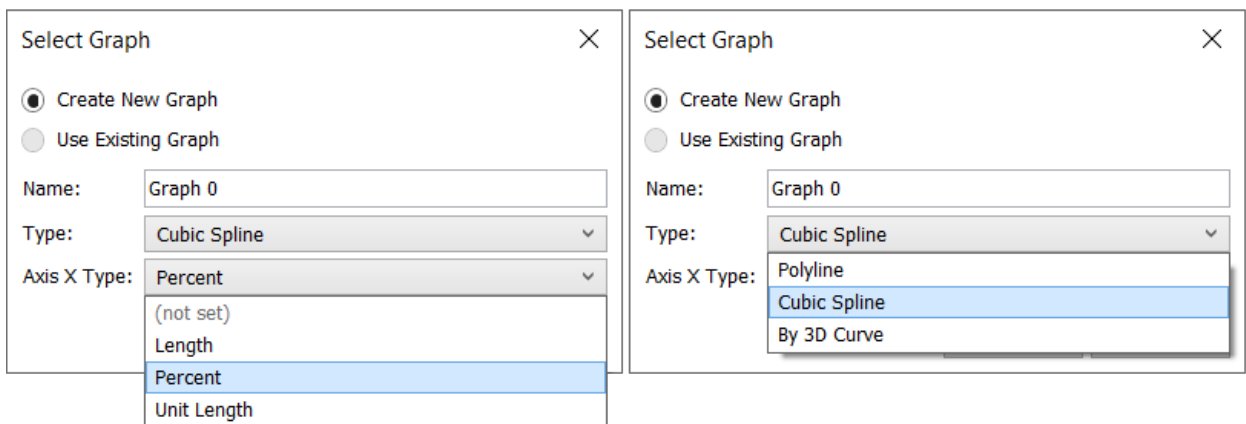 Select Graph
Create New Graph
Use Existing Graph
Name: Graph 0
Type: Cubic Spline
Axis X Type: Percent
(not set)
Length
Percent
Unit Length
Select Graph
Create New Graph
Use Existing Graph
Name: Graph 0
Type: Cubic Spline
Axis X Type:
Polyline
Cubic Spline
By 3D Curve